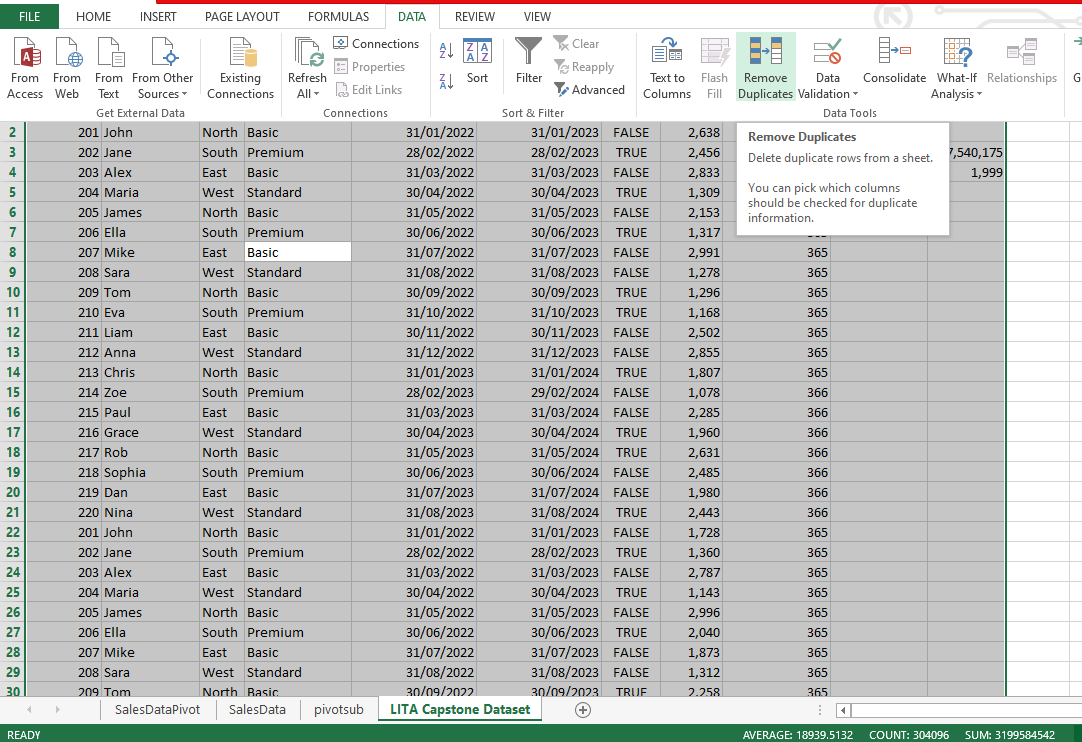 FILE HOME INSERT PAGE LAYOUT FORMULAS DATA REVIEW VIEW
From Access
From Web
From Text
From Other Sources
Existing Connections
Refresh All
Connections
Properties
Edit Links
Sort
Filter
Clear
Reapply
Advanced
Text to Columns
Flash Fill
Remove Duplicates
Data Validation
Consolidate
What-If Analysis
Relationships
G
Get External Data Connections Sort & Filter Data Tools
Remove Duplicates
Delete duplicate rows from a sheet.
You can pick which columns
should be checked for duplicate
information.
2 201 John North Basic 31/01/2022 31/01/2023 FALSE 2,638
3 202 Jane South Premium 28/02/2022 28/02/2023 TRUE 2,456 7,540,175
4 203 Alex East Basic 31/03/2022 31/03/2023 FALSE 2,833 1,999
5 204 Maria West Standard 30/04/2022 30/04/2023 TRUE 1,309
6 205 James North Basic 31/05/2022 31/05/2023 FALSE 2,153
7 206 Ella South Premium 30/06/2022 30/06/2023 TRUE 1,317 365
8 207 Mike East Basic 31/07/2022 31/07/2023 FALSE 2,991 365
9 208 Sara West Standard 31/08/2022 31/08/2023 FALSE 1,278 365
10 209 Tom North Basic 30/09/2022 30/09/2023 TRUE 1,296 365
11 210 Eva South Premium 31/10/2022 31/10/2023 TRUE 1,168 365
12 211 Liam East Basic 30/11/2022 30/11/2023 FALSE 2,502 365
13 212 Anna West Standard 31/12/2022 31/12/2023 FALSE 2,855 365
14 213 Chris North Basic 31/01/2023 31/01/2024 TRUE 1,807 365
15 214 Zoe South Premium 28/02/2023 29/02/2024 FALSE 1,078 366
16 215 Paul East Basic 31/03/2023 31/03/2024 FALSE 2,285 366
17 216 Grace West Standard 30/04/2023 30/04/2024 TRUE 1,960 366
18 217 Rob North Basic 31/05/2023 31/05/2024 TRUE 2,631 366
19 218 Sophia South Premium 30/06/2023 30/06/2024 FALSE 2,485 366
20 219 Dan East Basic 31/07/2023 31/07/2024 FALSE 1,980 366
21 220 Nina West Standard 31/08/2023 31/08/2024 TRUE 2,443 366
22 201 John North Basic 31/01/2022 31/01/2023 FALSE 1,728 365
23 202 Jane South Premium 28/02/2022 28/02/2023 TRUE 1,360 365
24 203 Alex East Basic 31/03/2022 31/03/2023 FALSE 2,787 365
25 204 Maria West Standard 30/04/2022 30/04/2023 TRUE 1,143 365
26 205 James North Basic 31/05/2022 31/05/2023 FALSE 2,996 365
27 206 Ella South Premium 30/06/2022 30/06/2023 TRUE 2,040 365
28 207 Mike East Basic 31/07/2022 31/07/2023 FALSE 1,873 365
29 208 Sara West Standard 31/08/2022 31/08/2023 FALSE 1,312 365
30 209 Tom North Basic 30/09/2022 30/09/2023 TRUE 2,258 365
SalesDataPivot SalesData pivotsub LITA Capstone Dataset
READY AVERAGE: 18939.5132 COUNT: 304096 SUM: 3199584542